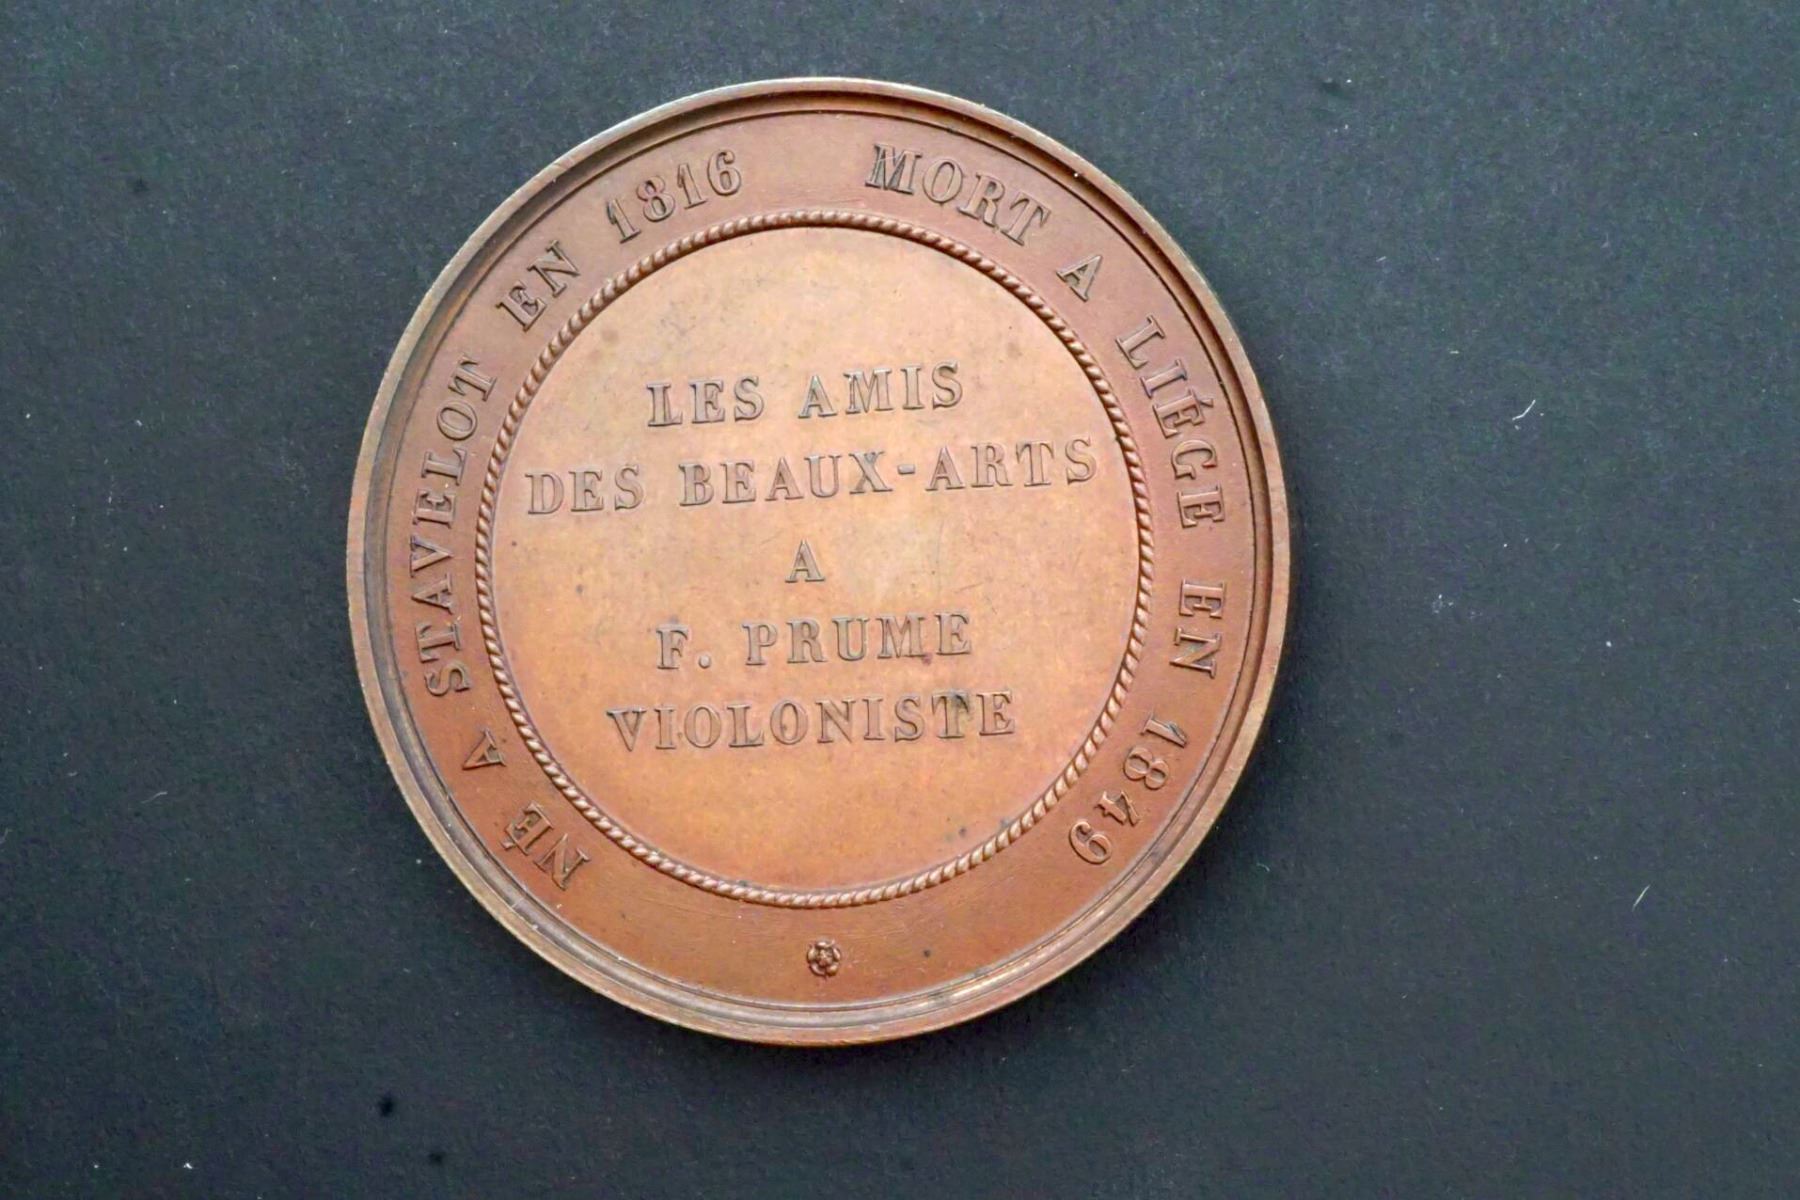 NÉ A STAVELOT EN 1816 MORT A LIÉGE EN 1849
LES AMIS
DES BEAUX-ARTS
A
F. PRUME
VIOLONISTE